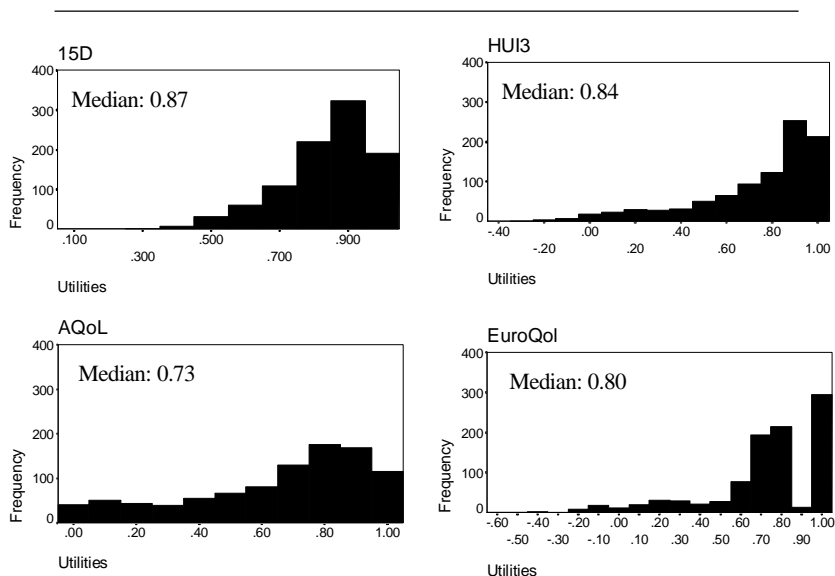 15D
Median: 0.87
Frequency
400
300
200
100
0
.100 .500 .900
.300 .700
Utilities
HUI3
Median: 0.84
Frequency
400
300
200
100
0
-.40 .00 .40 .80
-.20 .20 .60 1.00
Utilities
AQoL
Median: 0.73
Frequency
400
300
200
100
0
.00 .20 .40 .60 .80 1.00
Utilities
EuroQol
Median: 0.80
Frequency
400
300
200
100
0
-.60 -.40 -.20 .00 .20 .40 .60 .80 1.00
-.50 -.30 -.10 .10 .30 .50 .70 .90
Utilities